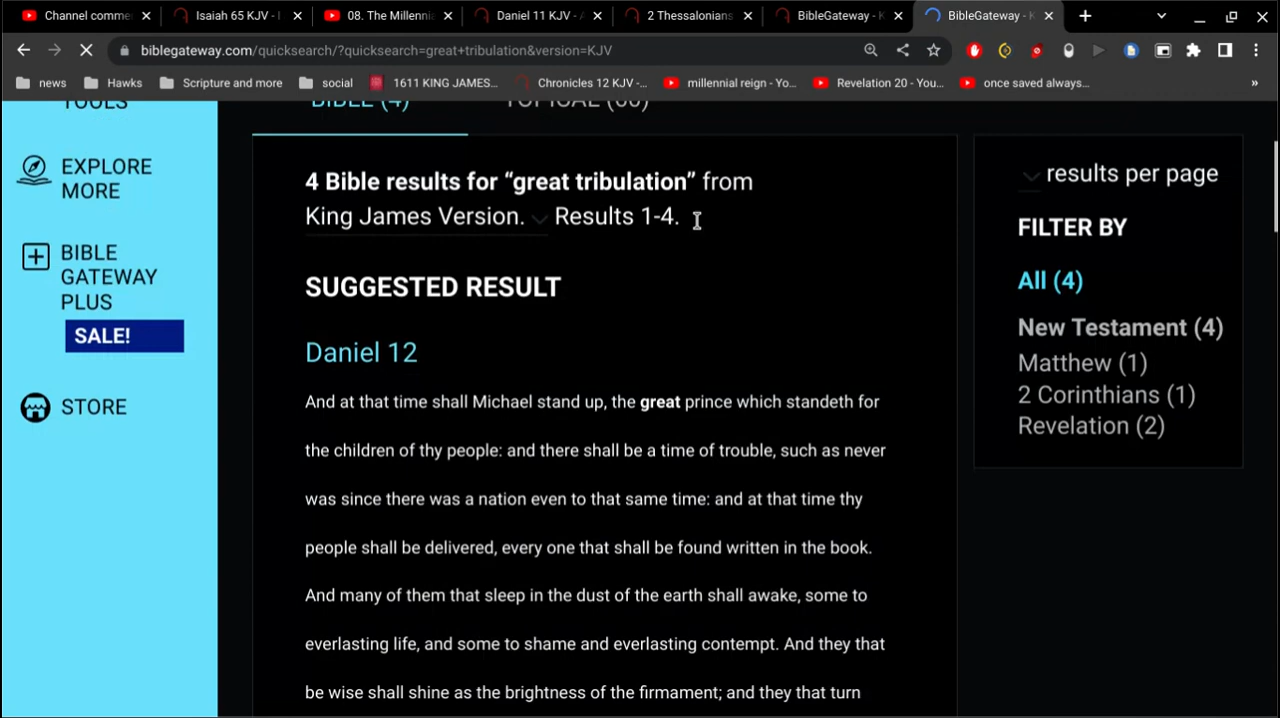 Channel comme
Isaiah 65 KJV - I
08. The Millennia
Daniel 11 KJV - A
2 Thessalonians
BibleGateway - K
BibleGateway - K
biblegateway.com/quicksearch/?quicksearch=great+tribulation&version=KJV
news
Hawks
Scripture and more
social
1611 KING JAMES...
Chronicles 12 KJV -...
millennial reign - Yo...
Revelation 20 - You...
once saved always...
»
TOOLS
EXPLORE
MORE
BIBLE
GATEWAY
PLUS
SALE!
STORE
BIBLE (4)
TOPICAL (60)
4 Bible results for “great tribulation” from
King James Version. Results 1-4.
SUGGESTED RESULT
Daniel 12
And at that time shall Michael stand up, the great prince which standeth for
the children of thy people: and there shall be a time of trouble, such as never
was since there was a nation even to that same time: and at that time thy
people shall be delivered, every one that shall be found written in the book.
And many of them that sleep in the dust of the earth shall awake, some to
everlasting life, and some to shame and everlasting contempt. And they that
be wise shall shine as the brightness of the firmament; and they that turn
results per page
FILTER BY
All (4)
New Testament (4)
Matthew (1)
2 Corinthians (1)
Revelation (2)